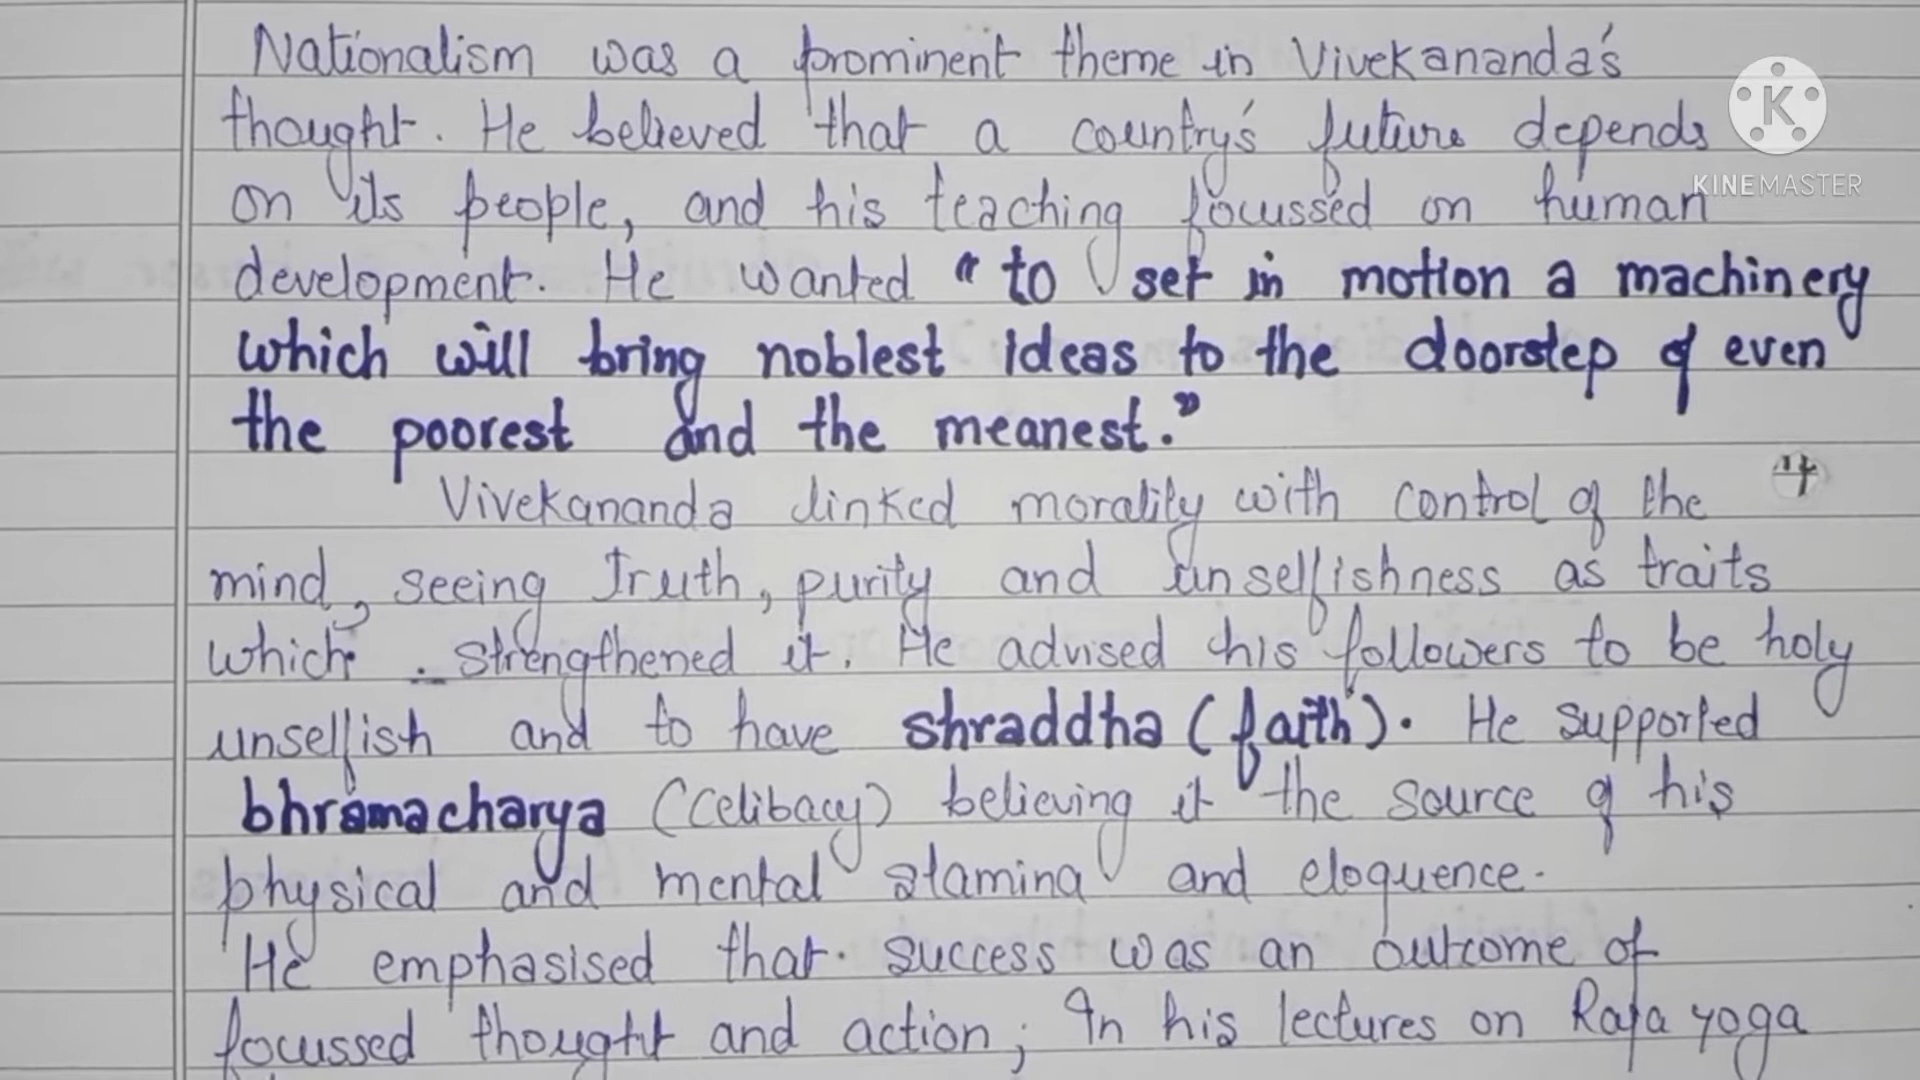 Nationalism was a prominent theme in Vivekananda's
thought. He believed that a country's future depends
on its people, and his teaching focussed on human
development. He wanted "to set in motion a machinery
which will bring noblest ideas to the doorstep of even
the poorest and the meanest."
Vivekananda linked morality with control of the
mind, seeing Truth, purity and unselfishness as traits
which strengthened it. He advised his followers to be holy
unselfish and to have shraddha (faith). He supported
bhramacharya (Celibacy) believing it the source of his
physical and mental stamina and eloquence.
He emphasised that success was an outcome of
focussed thought and action; In his lectures on Raja yoga
K
KINEMASTER